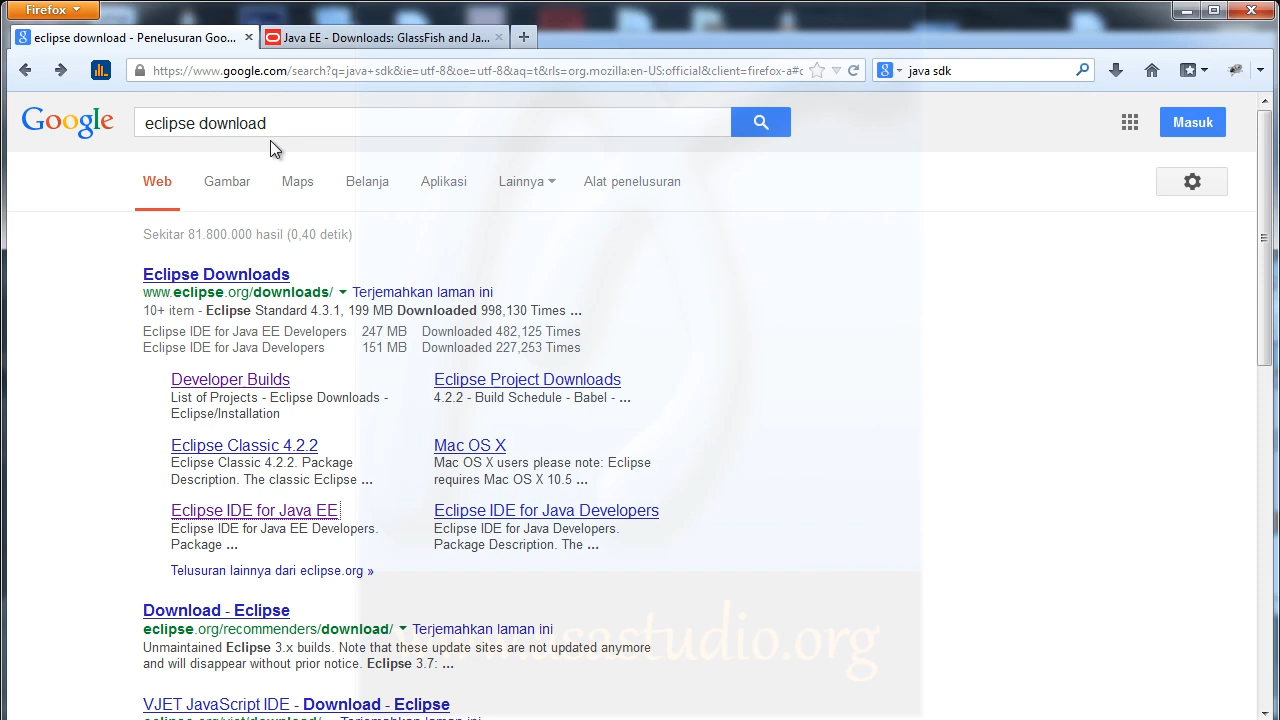 Firefox
eclipse download - Penelusuran Goo...
Java EE - Downloads: GlassFish and Ja...
https://www.google.com/search?q=java+sdk&ie=utf-8&oe=utf-8&aq=t&rls=org.mozilla:en-US:official&client=firefox-a#c
java sdk
Google
eclipse download
Masuk
Web Gambar Maps Belanja Aplikasi Lainnya Alat penelusuran
Sekitar 81.800.000 hasil (0,40 detik)
Eclipse Downloads
www.eclipse.org/downloads/ Terjemahkan laman ini
10+ item - Eclipse Standard 4.3.1, 199 MB Downloaded 998,130 Times ...
Eclipse IDE for Java EE Developers 247 MB Downloaded 482,125 Times
Eclipse IDE for Java Developers 151 MB Downloaded 227,253 Times
Developer Builds
List of Projects - Eclipse Downloads -
Eclipse/Installation
Eclipse Project Downloads
4.2.2 - Build Schedule - Babel - ...
Eclipse Classic 4.2.2
Eclipse Classic 4.2.2. Package
Description. The classic Eclipse ...
Mac OS X
Mac OS X users please note: Eclipse
requires Mac OS X 10.5 ...
Eclipse IDE for Java EE
Eclipse IDE for Java EE Developers.
Package ...
Eclipse IDE for Java Developers
Eclipse IDE for Java Developers.
Package Description. The ...
Telusuran lainnya dari eclipse.org »
Download - Eclipse
eclipse.org/recommenders/download/ Terjemahkan laman ini
Unmaintained Eclipse 3.x builds. Note that these update sites are not updated anymore
and will disappear without prior notice. Eclipse 3.7: ...
VJET JavaScript IDE - Download - Eclipse
eclipse.org/vjet/download/ Terjemahkan laman ini